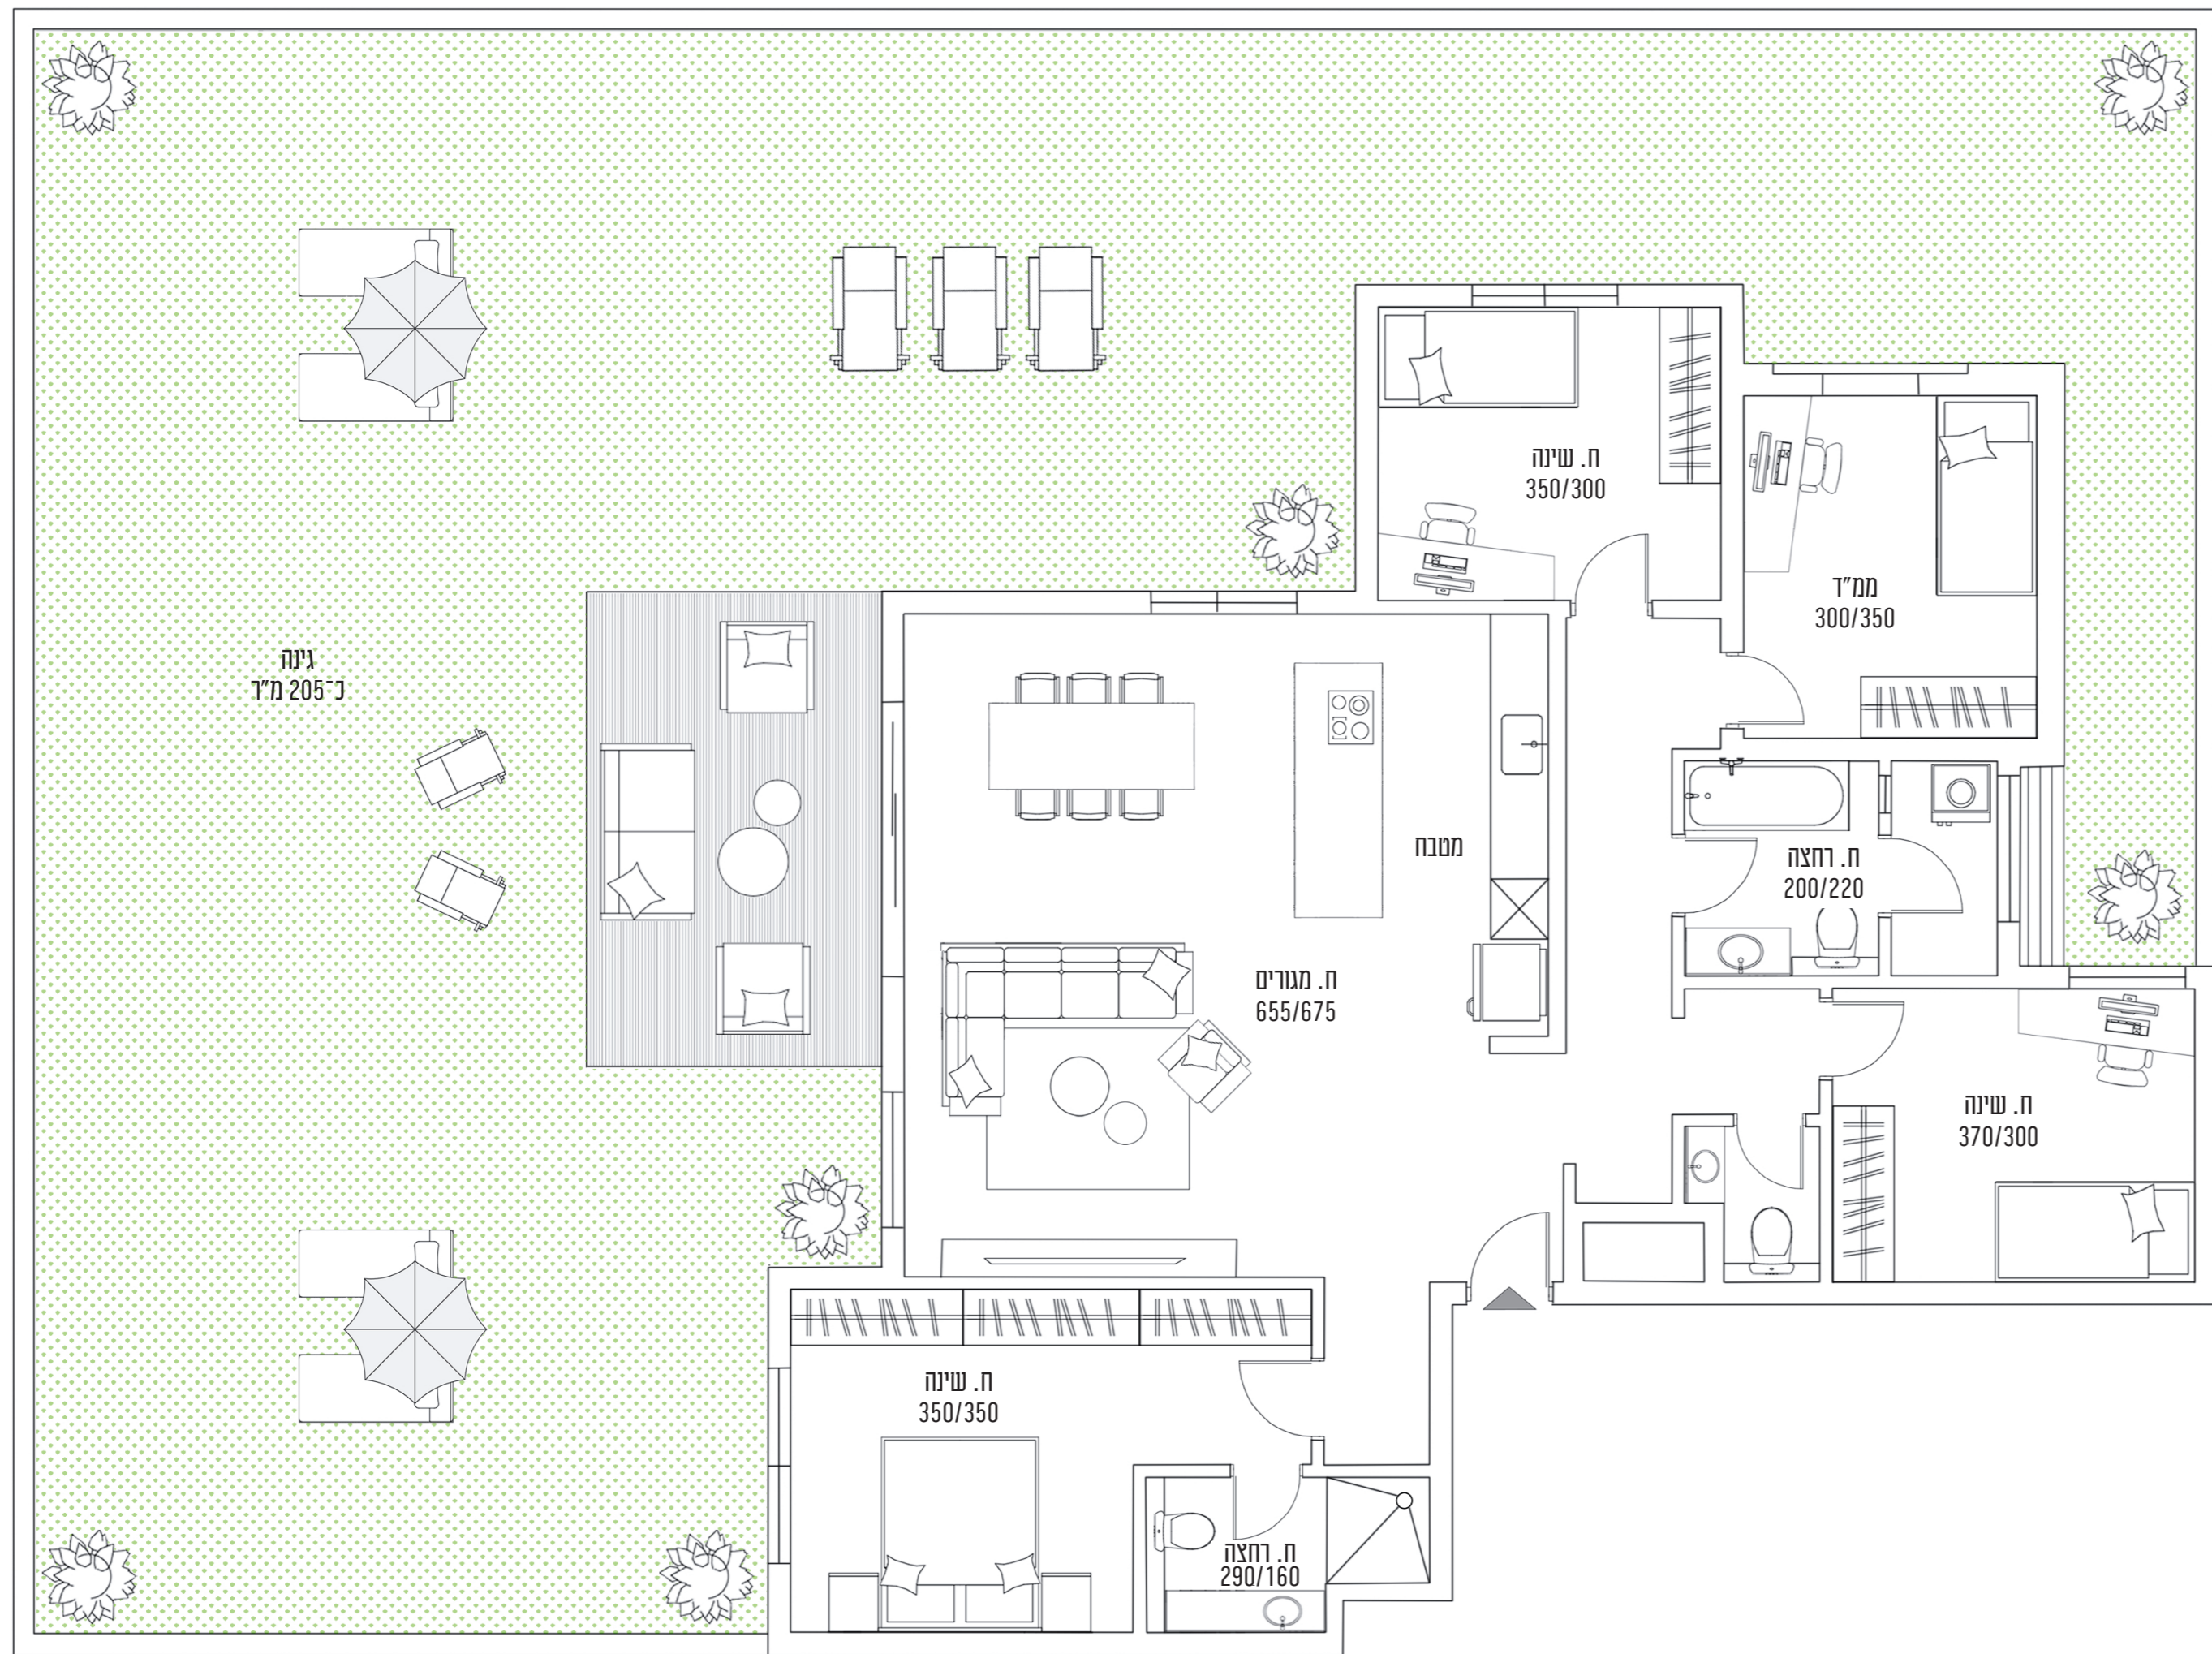 ח. שינה
350/300
ממ"ד
300/350
גינה
כ-205 מ"ר
מטבח
ח. רחצה
200/220
ח. מגורים
655/675
ח. שינה
370/300
ח. שינה
350/350
ח. רחצה
290/160